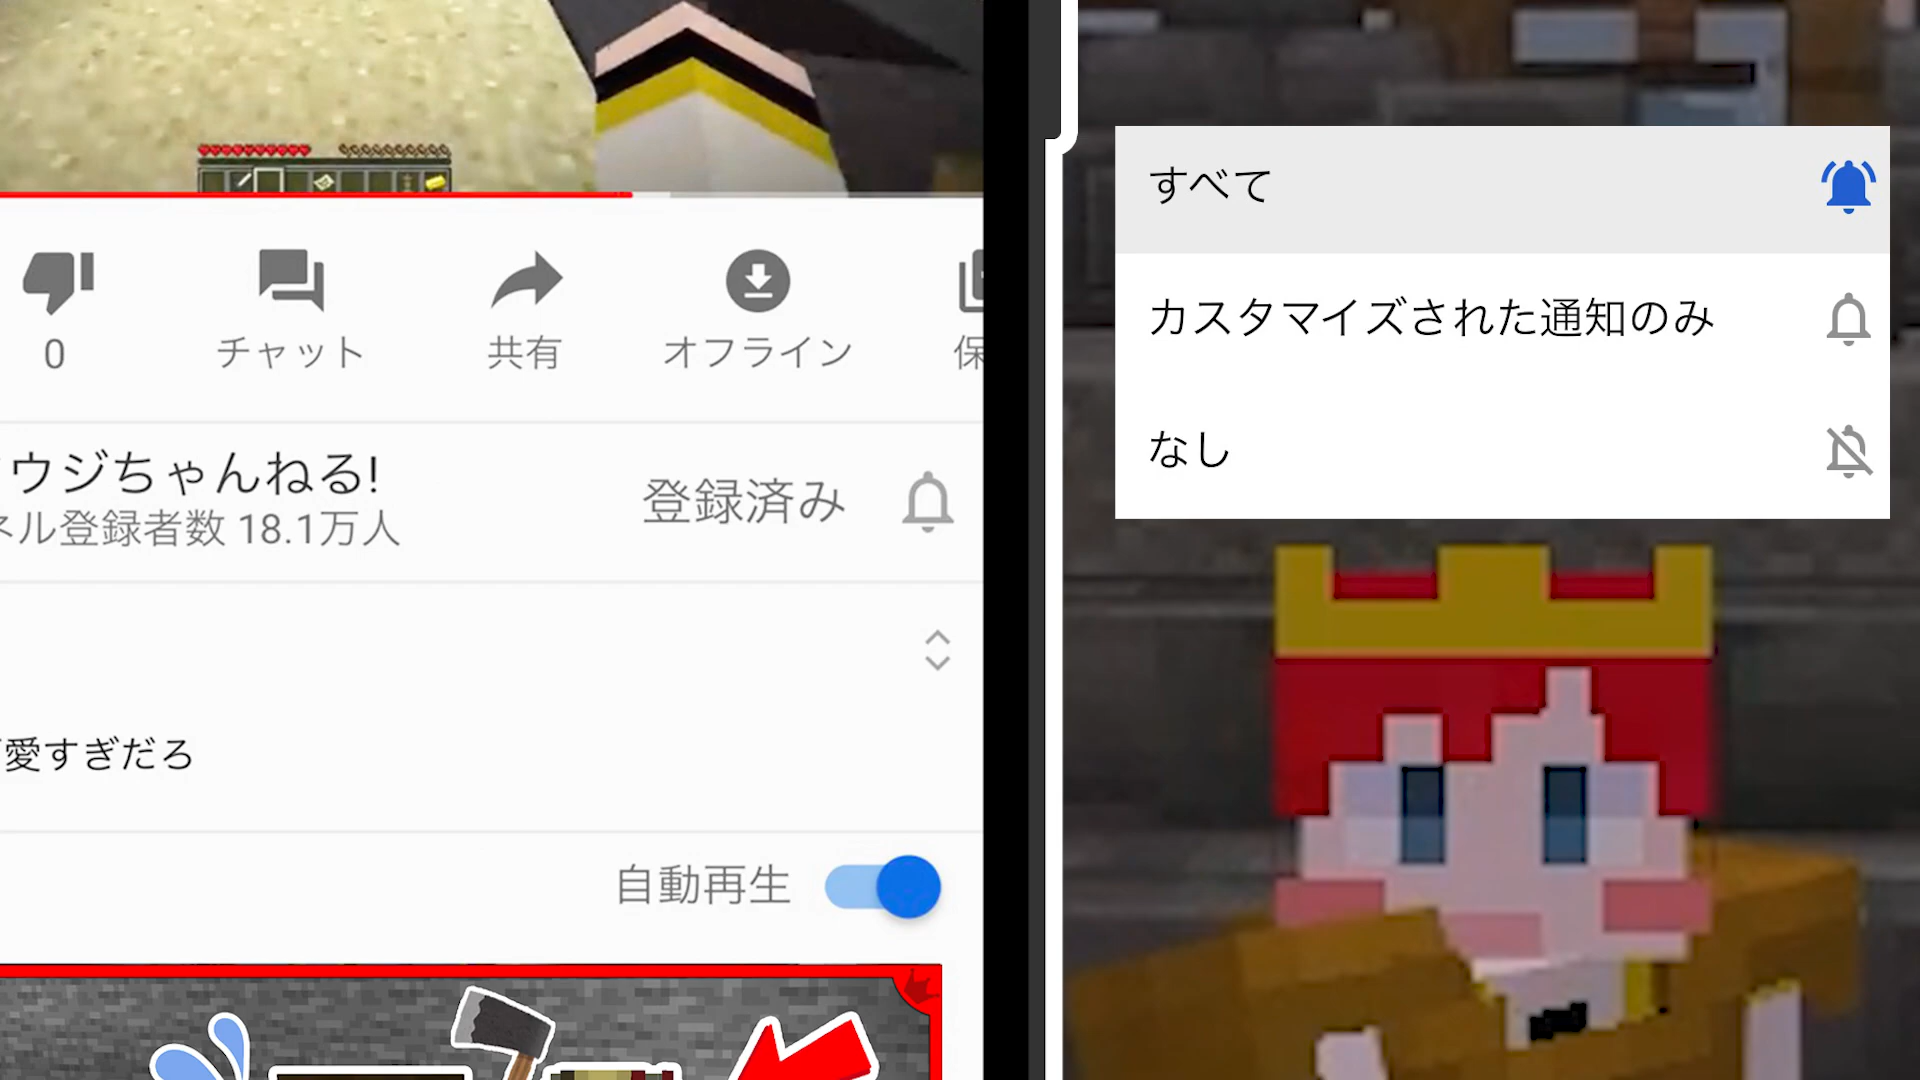 0
チャット
共有
オフライン
保
ウジちゃんねる!
ネル登録者数 18.1万人
登録済み
愛すぎだろ
自動再生
すべて
カスタマイズされた通知のみ
なし